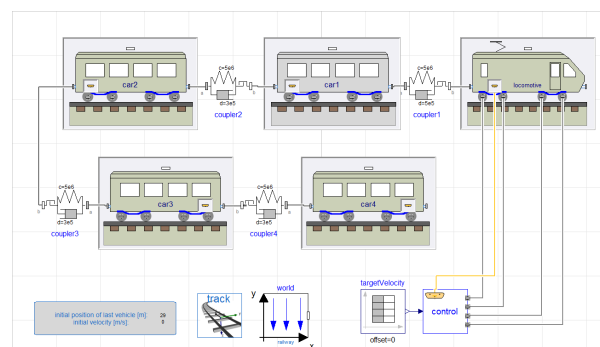 c=5e6
c=5e6
car2
car1
locomotive
b
a
b
a
d=3e5
d=5e5
coupler2
coupler1
c=5e6
c=5e6
car3
car4
b
a
b
a
d=3e5
d=3e5
coupler3
coupler4
targetVelocity
track
world
y
initial position of last vehicle [m]: 29
initial velocity [m/s]: 0
control
railway
x
offset=0